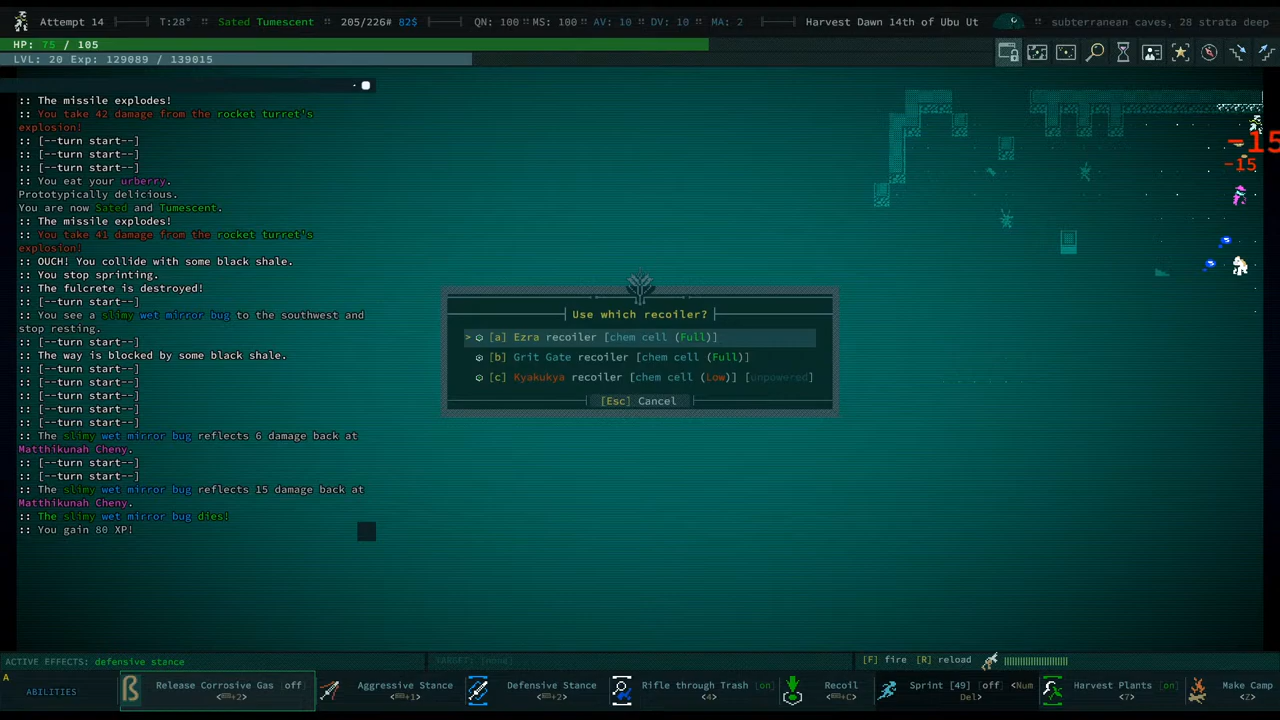 Attempt 14 T:28° :: Sated Tumescent :: 205/226# 82$ QN: 100 :: MS: 100 :: AV: 10 :: DV: 10 :: MA: 2 Harvest Dawn 14th of Ubu Ut :: subterranean caves, 28 strata deep
HP: 75 / 105
LVL: 20 Exp: 129089 / 139015
:: The missile explodes!
:: You take 42 damage from the rocket turret's
explosion!
:: [--turn start--]
:: [--turn start--]
:: [--turn start--]
:: You eat your urberry.
Prototypically delicious.
You are now Sated and Tumescent.
:: The missile explodes!
:: You take 41 damage from the rocket turret's
explosion!
:: OUCH! You collide with some black shale.
:: You stop sprinting.
:: The fulcrete is destroyed!
:: [--turn start--]
:: You see a slimy wet mirror bug to the southwest and
stop resting.
:: [--turn start--]
:: The way is blocked by some black shale.
:: [--turn start--]
:: [--turn start--]
:: [--turn start--]
:: [--turn start--]
:: [--turn start--]
:: The slimy wet mirror bug reflects 6 damage back at
Matthikunah Cheny.
:: [--turn start--]
:: [--turn start--]
:: The slimy wet mirror bug reflects 15 damage back at
Matthikunah Cheny.
:: The slimy wet mirror bug dies!
:: You gain 80 XP!
-15
-15
Use which recoiler?
> [a] Ezra recoiler [chem cell (Full)]
[b] Grit Gate recoiler [chem cell (Full)]
[c] Kyakukya recoiler [chem cell (Low)] [unpowered]
[Esc] Cancel
ACTIVE EFFECTS: defensive stance TARGET: [none] [F] fire [R] reload
A
ABILITIES
Release Corrosive Gas off
<⌨+2>
Aggressive Stance
<⌨+1>
Defensive Stance
<⌨+2>
Rifle through Trash [on]
<4>
Recoil
<⌨+C>
Sprint [49] [off] <Num
Del>
Harvest Plants [on]
<7>
Make Camp
<Z>